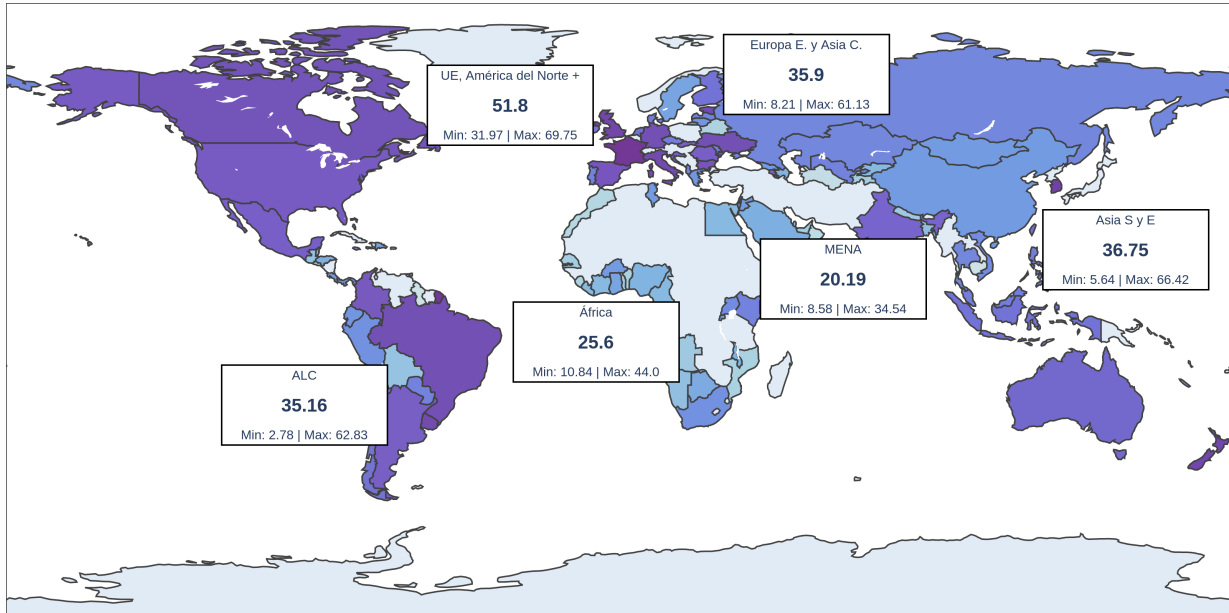 Europa E. y Asia C.
35.9
Min: 8.21 | Max: 61.13
UE, América del Norte +
51.8
Min: 31.97 | Max: 69.75
Asia S y E
36.75
Min: 5.64 | Max: 66.42
MENA
20.19
Min: 8.58 | Max: 34.54
África
25.6
Min: 10.84 | Max: 44.0
ALC
35.16
Min: 2.78 | Max: 62.83